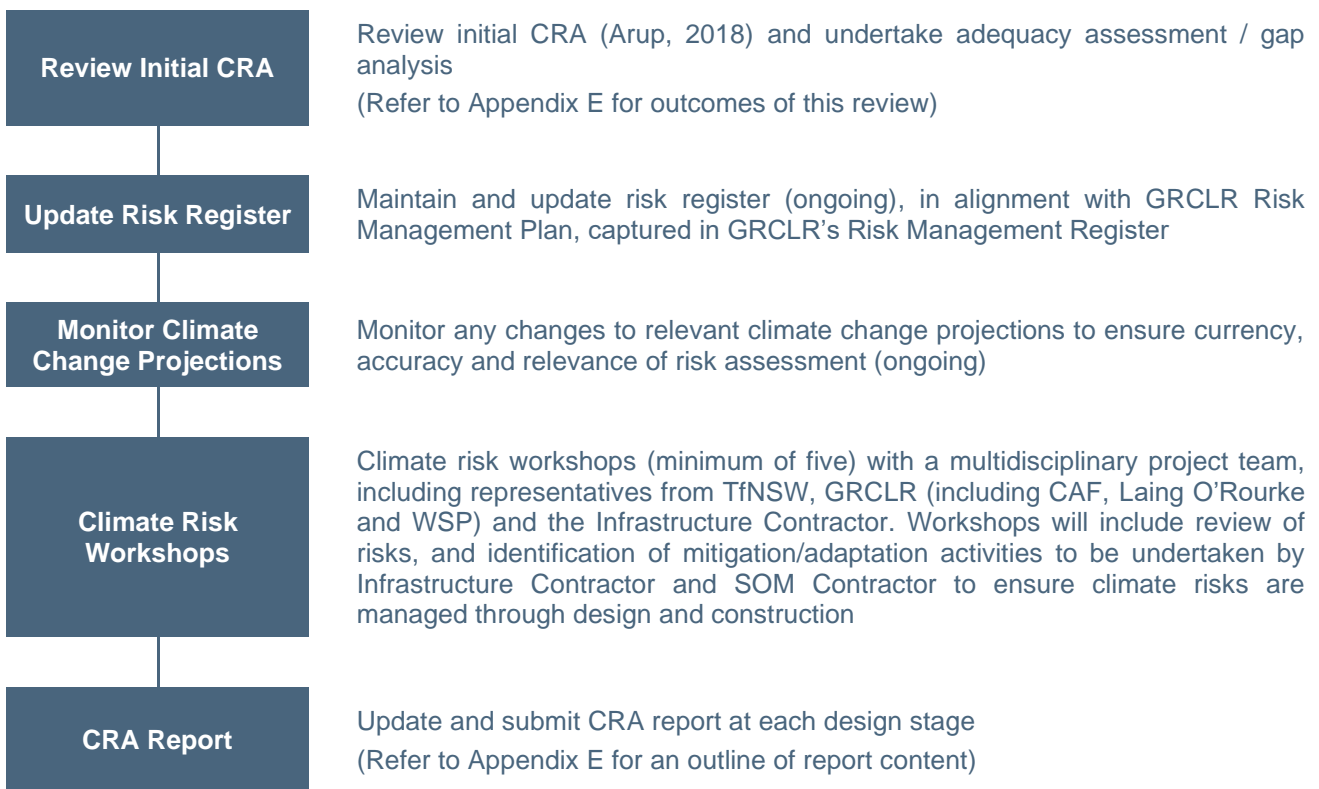 Review Initial CRA
Review initial CRA (Arup, 2018) and undertake adequacy assessment / gap
analysis
(Refer to Appendix E for outcomes of this review)
Update Risk Register
Maintain and update risk register (ongoing), in alignment with GRCLR Risk
Management Plan, captured in GRCLR's Risk Management Register
Monitor Climate
Change Projections
Monitor any changes to relevant climate change projections to ensure currency,
accuracy and relevance of risk assessment (ongoing)
Climate Risk
Workshops
Climate risk workshops (minimum of five) with a multidisciplinary project team,
including representatives from TfNSW, GRCLR (including CAF, Laing O'Rourke
and WSP) and the Infrastructure Contractor. Workshops will include review of
risks, and identification of mitigation/adaptation activities to be undertaken by
Infrastructure Contractor and SOM Contractor to ensure climate risks are
managed through design and construction
CRA Report
Update and submit CRA report at each design stage
(Refer to Appendix E for an outline of report content)